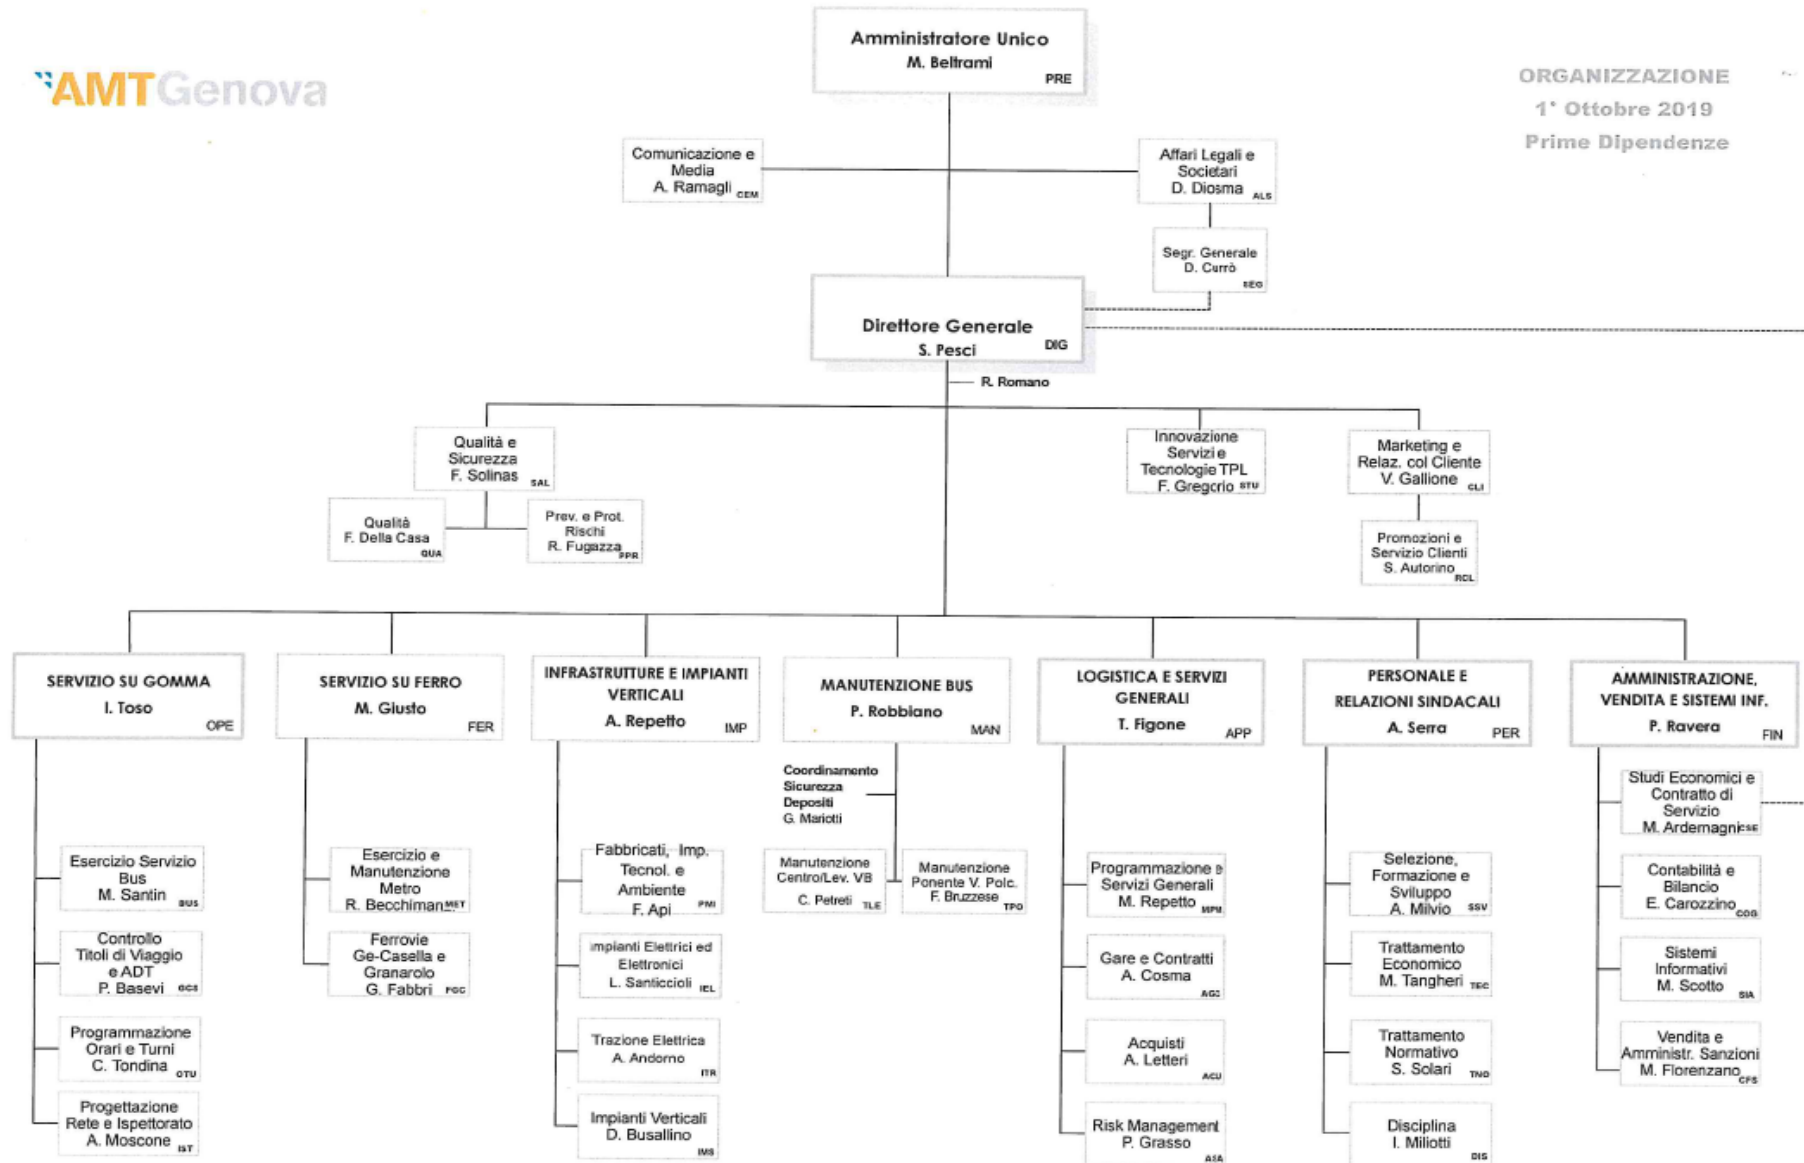 AMTGenova
ORGANIZZAZIONE
1° Ottobre 2019
Prime Dipendenze
Amministratore Unico
M. Beltrami
PRE
Comunicazione e
Media
A. Ramagli
CEM
Affari Legali e
Societari
D. Diosma
ALS
Segr. Generale
D. Currò
SEG
Direttore Generale
S. Pesci
DIG
R. Romano
Qualità e
Sicurezza
F. Solinas
SAL
Qualità
F. Della Casa
QUA
Prev. e Prot.
Rischi
R. Fugazza
PPR
Innovazione
Servizi e
Tecnologie TPL
F. Gregorio
STU
Marketing e
Relaz. col Cliente
V. Gallione
CLI
Promozioni e
Servizio Clienti
S. Autorino
RCL
SERVIZIO SU GOMMA
I. Toso
OPE
Esercizio Servizio
Bus
M. Santin
BUS
Controllo
Titoli di Viaggio
e ADT
P. Basevi
Programmazione
Orari e Turni
C. Tondina
OTU
Progettazione
Rete e Ispettorato
A. Moscone
IST
SERVIZIO SU FERRO
M. Giusto
FER
Esercizio e
Manutenzione
Metro
R. Becchimanzi
MET
Ferrovie
Ge-Casella e
Granarolo
G. Fabbri
FGC
INFRASTRUTTURE E IMPIANTI
VERTICALI
A. Repetto
IMP
Fabbricati, Imp.
Tecnol. e
Ambiente
F. Api
PMI
Impianti Elettrici ed
Elettronici
L. Santiccioli
IEL
Trazione Elettrica
A. Andorno
ITR
Impianti Verticali
D. Busallino
IMS
MANUTENZIONE BUS
P. Robbiano
MAN
Coordinamento
Sicurezza
Depositi
G. Mariotti
Manutenzione
Centro/Lev. VB
C. Petreti
TLE
Manutenzione
Ponente V. Polc.
F. Bruzzese
TPO
LOGISTICA E SERVIZI
GENERALI
T. Figone
APP
Programmazione e
Servizi Generali
M. Repetto
MPM
Gare e Contratti
A. Cosma
AGC
Acquisti
A. Letteri
ACU
Risk Management
P. Grasso
PERSONALE E
RELAZIONI SINDACALI
A. Serra
PER
Selezione,
Formazione e
Sviluppo
A. Milvio
SSV
Trattamento
Economico
M. Tangheri
TEC
Trattamento
Normativo
S. Solari
TNO
Disciplina
I. Miliotti
DIS
AMMINISTRAZIONE,
VENDITA E SISTEMI INF.
P. Ravera
FIN
Studi Economici e
Contratto di
Servizio
M. Ardemagni
CSE
Contabilità e
Bilancio
E. Carozzino
COG
Sistemi
Informativi
M. Scotto
SIA
Vendita e
Amministr. Sanzioni
M. Florenzano
CFS